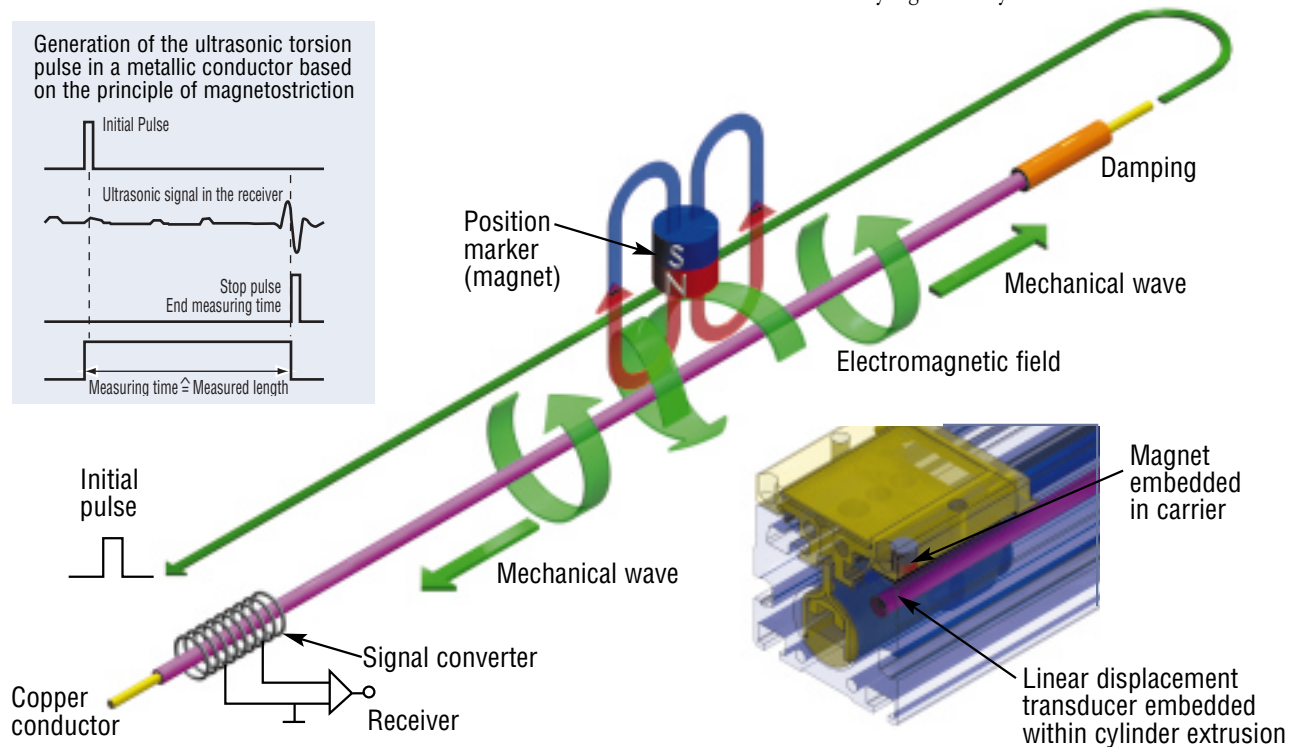 Generation of the ultrasonic torsion
pulse in a metallic conductor based
on the principle of magnetostriction
Initial Pulse
Ultrasonic signal in the receiver
Stop pulse
End measuring time
Measuring time ≙ Measured length
Position
marker
(magnet)
S
N
Damping
Mechanical wave
Electromagnetic field
Initial
pulse
Mechanical wave
Signal converter
Copper
conductor
Receiver
Magnet
embedded
in carrier
Linear displacement
transducer embedded
within cylinder extrusion